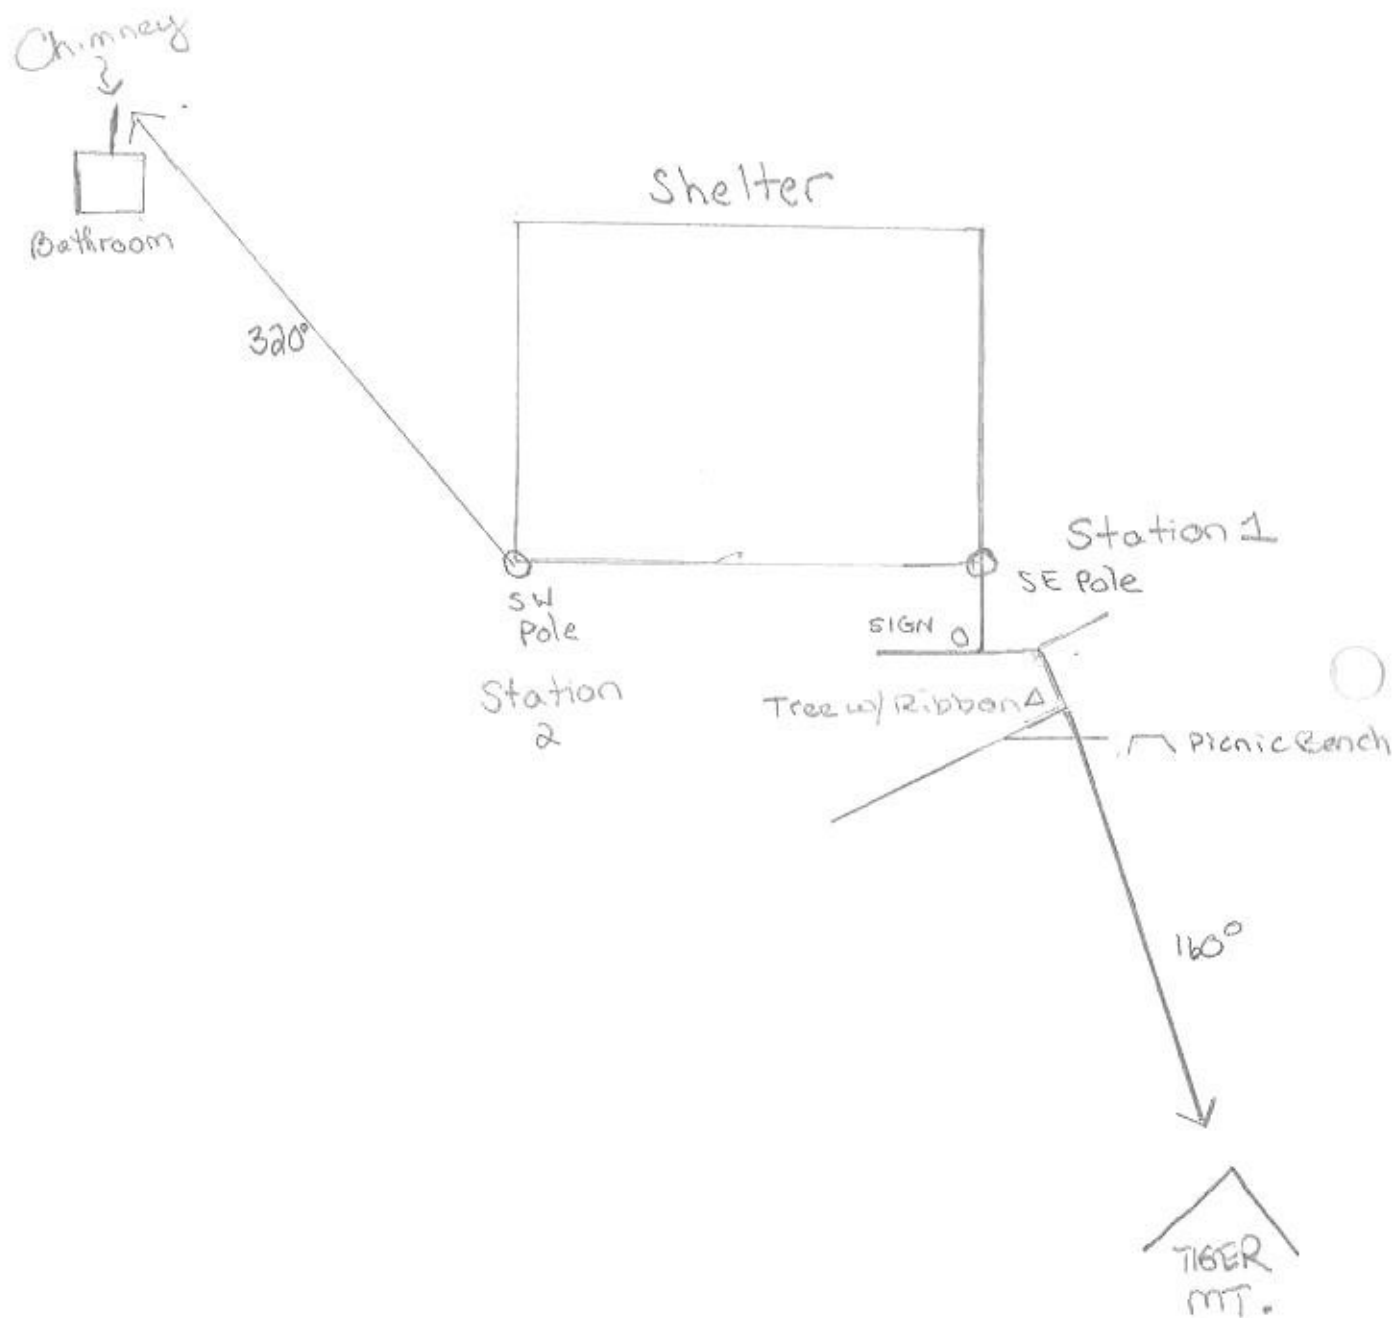 Chimney
Shelter
Bathroom
320°
Station 1
SE Pole
SW
Pole
SIGN
Station
2
Tree w/ Ribbon
Picnic Bench
160°
TIGER
MT.